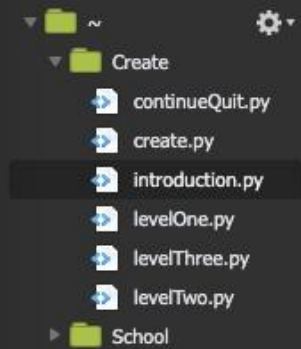 ~
Create
continueQuit.py
create.py
introduction.py
levelOne.py
levelThree.py
levelTwo.py
School